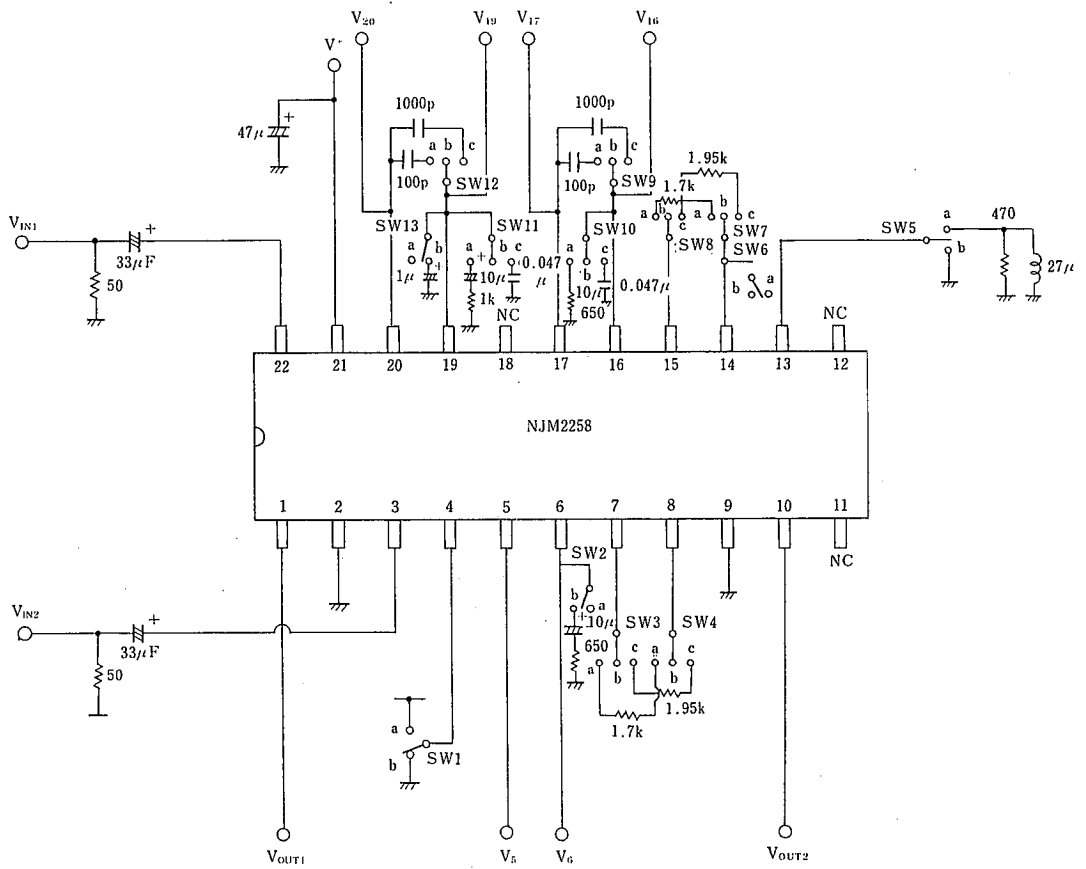 V20 V19 V17 V16
V+
1000p 1000p
47μ
a b c a b c
1.95k
100p 100p
SW12 SW9
1.7k
a b c a b c
VIN1
SW13 SW11 SW10 SW8 SW7 SW5 a 470
SW6
33μF
a b a b c a b c
b 27μ
1μ 10μ 0.047μ 10μ 0.047μ
b a
50
1k 650
NC NC
22 21 20 19 18 17 16 15 14 13 12
NJM2258
1 2 3 4 5 6 7 8 9 10 11
NC
SW2
VIN2
b a
10μ SW3 SW4
33μF
650
50
a b c a b c
1.95k
a
1.7k
b SW1
VOUT1 V5 V6 VOUT2